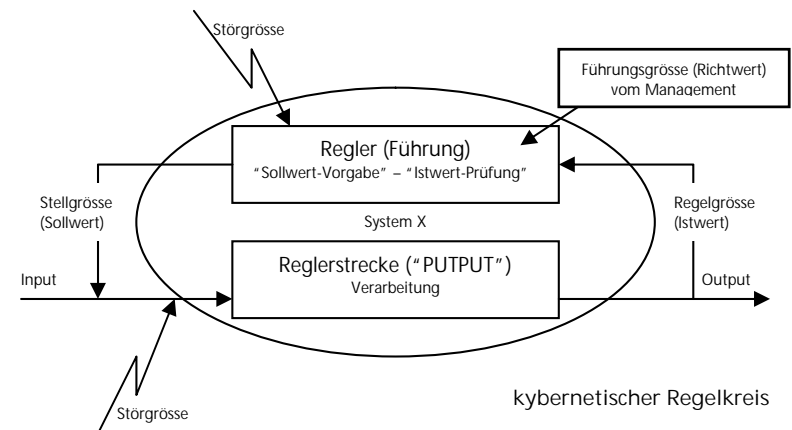 Störgrösse
Führungsgrösse (Richtwert)
vom Management
Regler (Führung)
“Sollwert-Vorgabe” – “Istwert-Prüfung”
Stellgrösse
(Sollwert)
System X
Regelgrösse
(Istwert)
Reglerstrecke (“PUTPUT”)
Verarbeitung
Input
Output
Störgrösse
kybernetischer Regelkreis